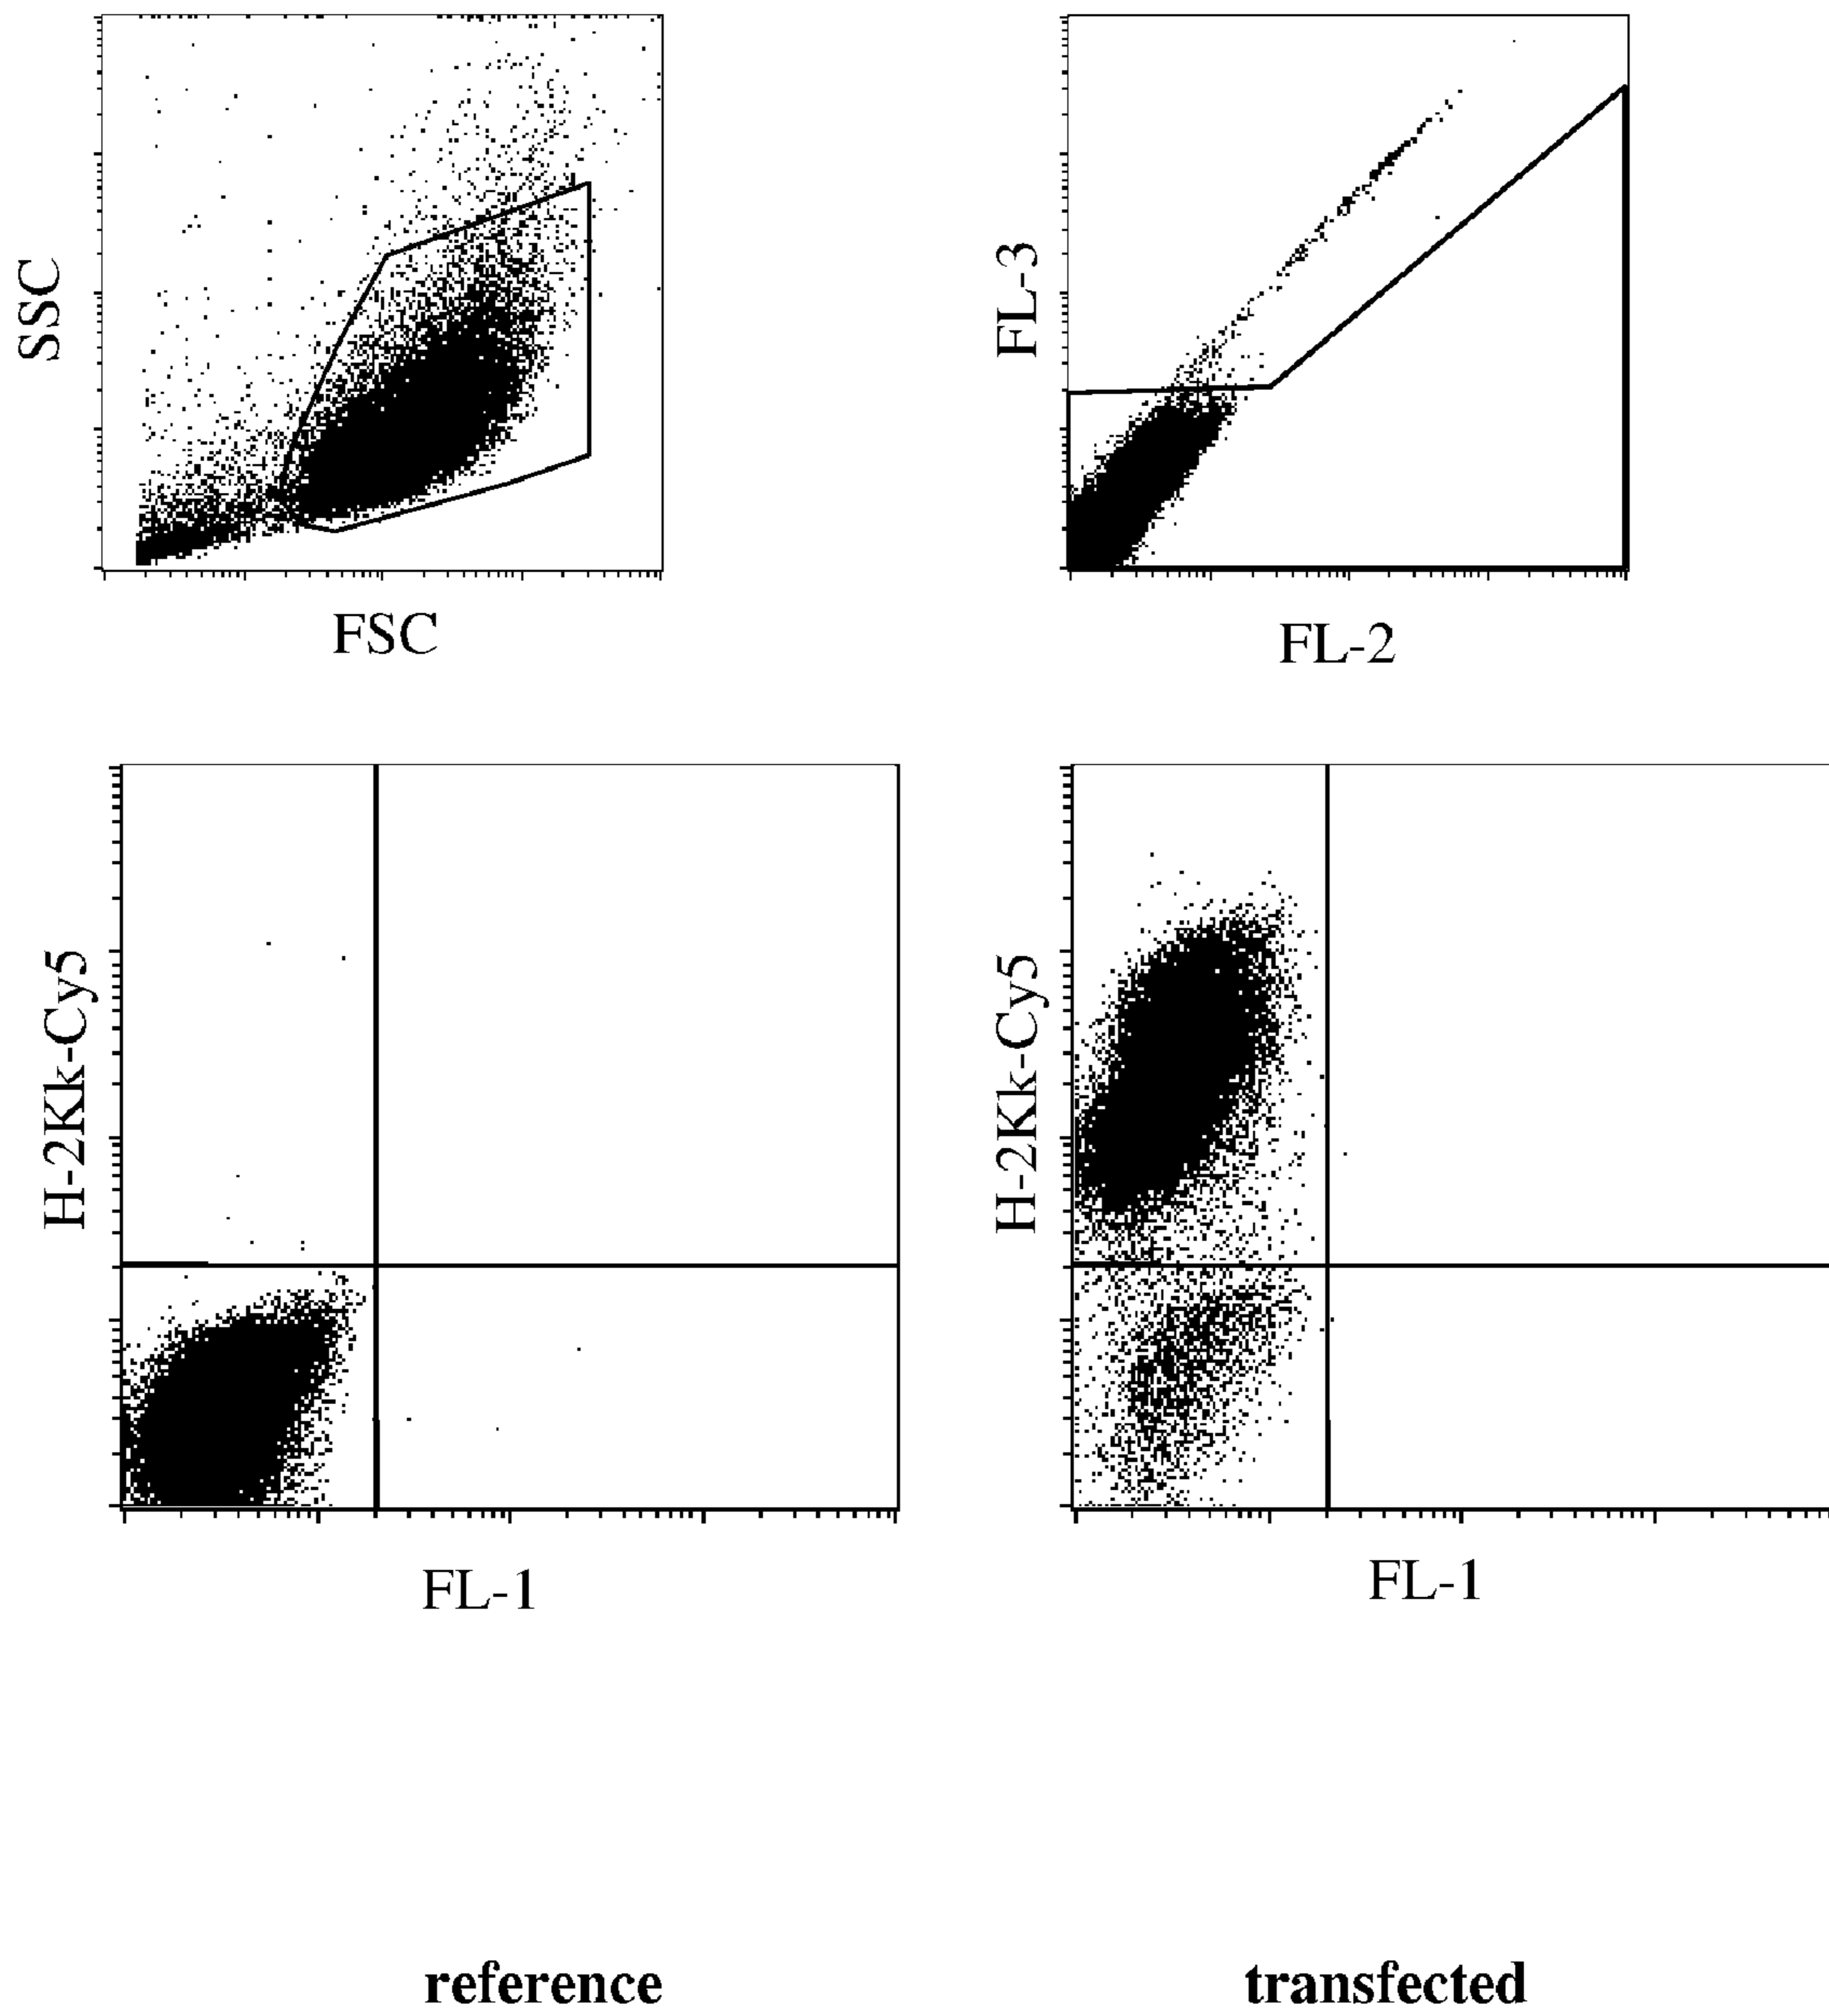 SSC
FSC
FL-3
FL-2
H-2Kk-Cy5
FL-1
H-2Kk-Cy5
FL-1
reference
transfected